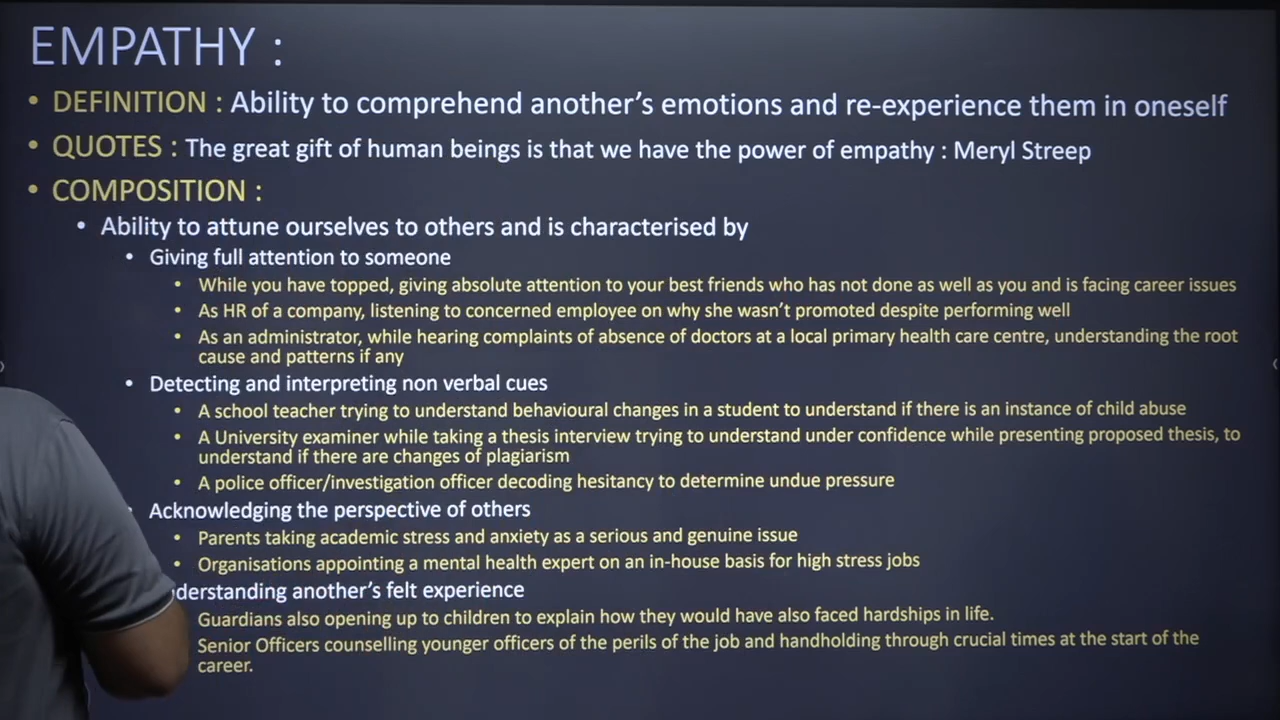 EMPATHY :
• DEFINITION : Ability to comprehend another's emotions and re-experience them in oneself
• QUOTES : The great gift of human beings is that we have the power of empathy : Meryl Streep
• COMPOSITION :
• Ability to attune ourselves to others and is characterised by
• Giving full attention to someone
• While you have topped, giving absolute attention to your best friends who has not done as well as you and is facing career issues
• As HR of a company, listening to concerned employee on why she wasn't promoted despite performing well
• As an administrator, while hearing complaints of absence of doctors at a local primary health care centre, understanding the root
cause and patterns if any
• Detecting and interpreting non verbal cues
• A school teacher trying to understand behavioural changes in a student to understand if there is an instance of child abuse
• A University examiner while taking a thesis interview trying to understand under confidence while presenting proposed thesis, to
understand if there are changes of plagiarism
• A police officer/investigation officer decoding hesitancy to determine undue pressure
• Acknowledging the perspective of others
• Parents taking academic stress and anxiety as a serious and genuine issue
• Organisations appointing a mental health expert on an in-house basis for high stress jobs
another's felt experience
Guardians also opening up to children to explain how they would have also faced hardships in life.
Senior Officers counselling younger officers of the perils of the job and handholding through crucial times at the start of the
career.